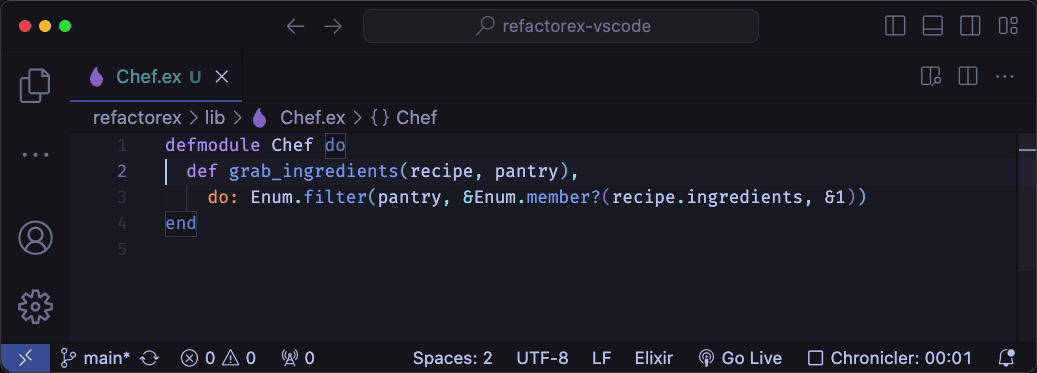 refactorex-vscode
Chef.ex U
refactorex > lib > Chef.ex > {} Chef
1 defmodule Chef do
2 def grab_ingredients(recipe, pantry),
3 do: Enum.filter(pantry, &Enum.member?(recipe.ingredients, &1))
4 end
5
main* 0 0 0 Spaces: 2 UTF-8 LF Elixir Go Live Chronicler: 00:01